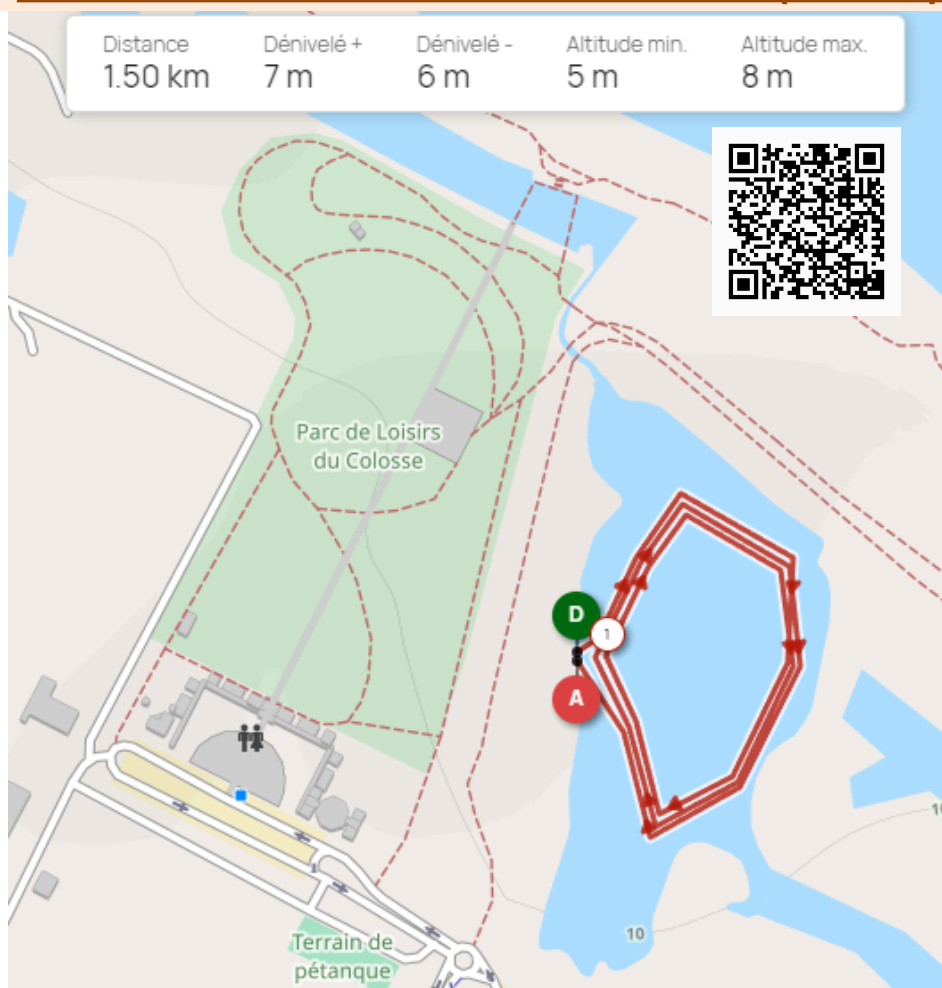 Distance
1.50 km
Dénivelé +
7 m
Dénivelé -
6 m
Altitude min.
5 m
Altitude max.
8 m
Parc de Loisirs
du Colosse
D
1
A
10
10
Terrain de
pétanque